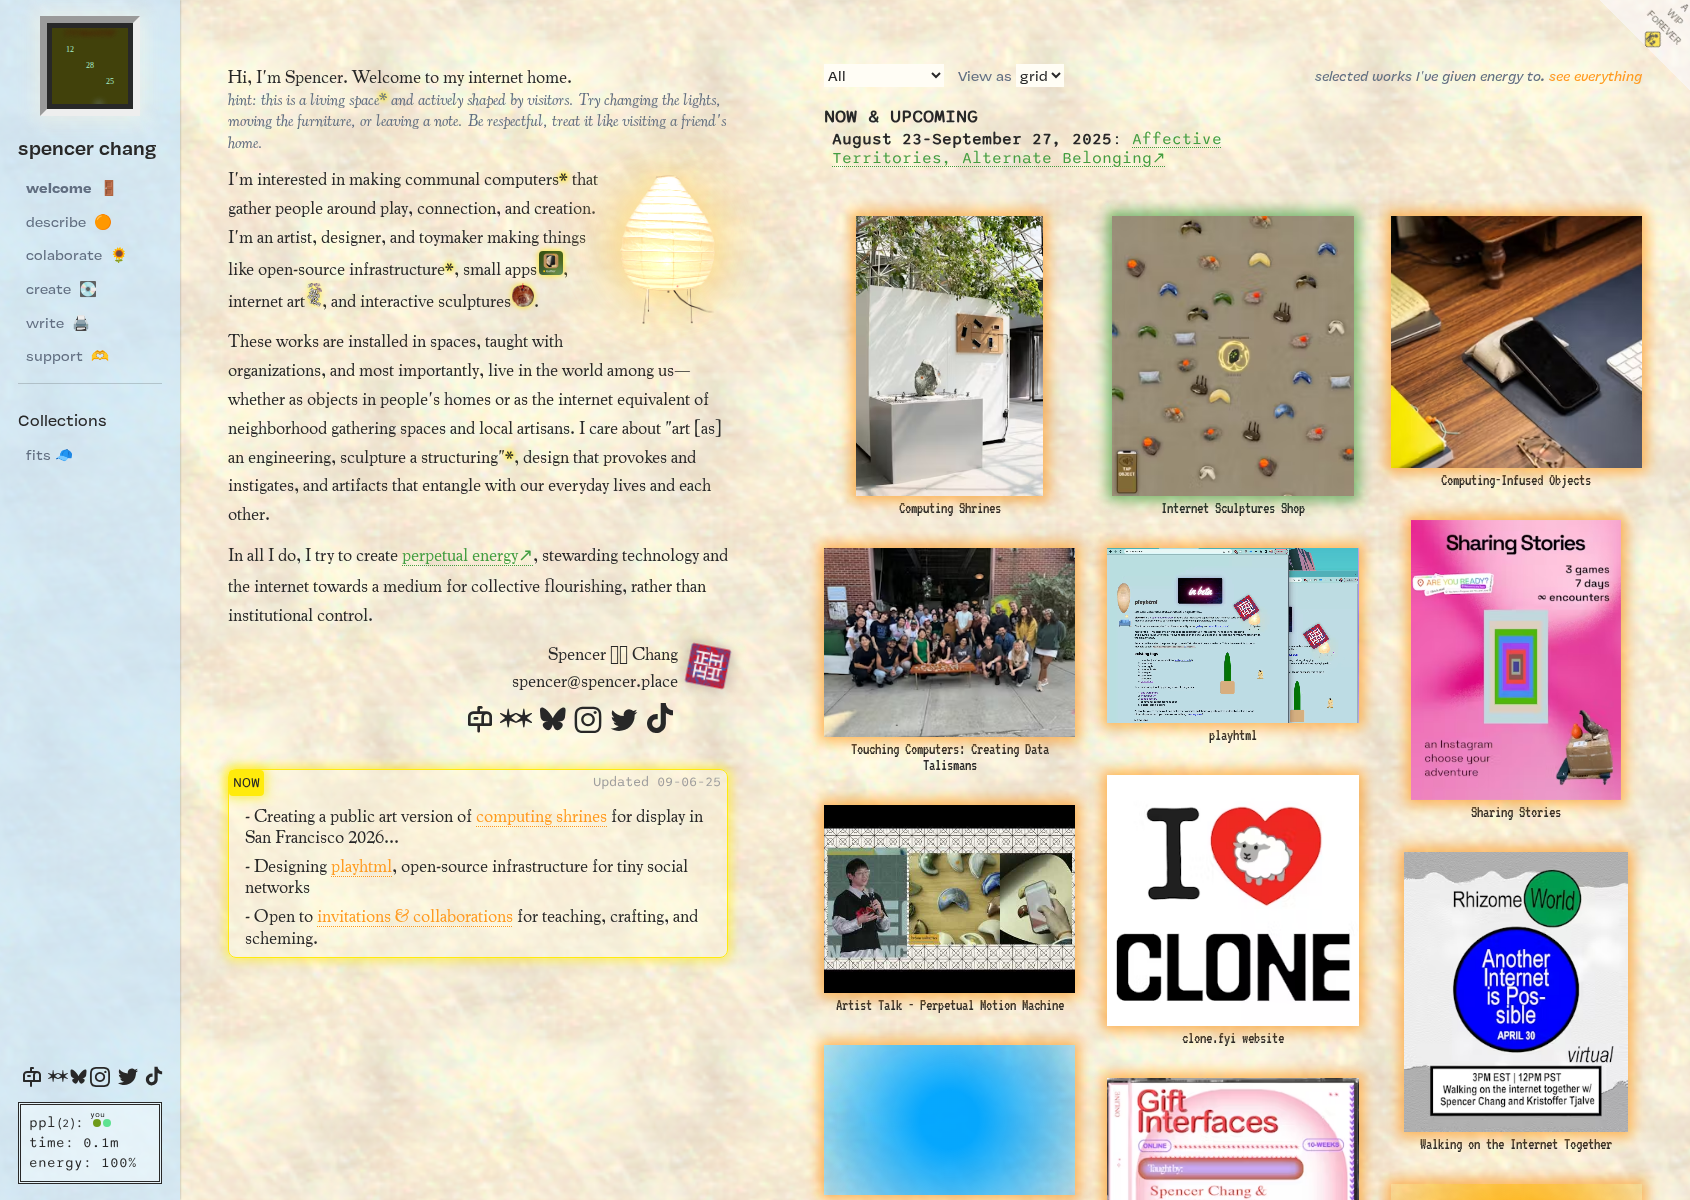 12
28
25
spencer chang
welcome
describe
colaborate
create
write
support
Collections
fits
ppl(2): you
time: 0.1m
energy: 100%
Hi, I'm Spencer. Welcome to my internet home.
hint: this is a living space* and actively shaped by visitors. Try changing the lights,
moving the furniture, or leaving a note. Be respectful, treat it like visiting a friend's
home.
I'm interested in making communal computers* that
gather people around play, connection, and creation.
I'm an artist, designer, and toymaker making things
like open-source infrastructure*, small apps,
internet art, and interactive sculptures.
These works are installed in spaces, taught with
organizations, and most importantly, live in the world among us—
whether as objects in people's homes or as the internet equivalent of
neighborhood gathering spaces and local artisans. I care about "art [as]
an engineering, sculpture a structuring"*, design that provokes and
instigates, and artifacts that entangle with our everyday lives and each
other.
In all I do, I try to create perpetual energy↗, stewarding technology and
the internet towards a medium for collective flourishing, rather than
institutional control.
Spencer ▯▯ Chang
spencer@spencer.place
NOW
Updated 09-06-25
- Creating a public art version of computing shrines for display in
San Francisco 2026...
- Designing playhtml, open-source infrastructure for tiny social
networks
- Open to invitations & collaborations for teaching, crafting, and
scheming.
All
View as grid
selected works I've given energy to. see everything
A
WIP
FOREVER
NOW & UPCOMING
August 23-September 27, 2025: Affective
Territories, Alternate Belonging↗
Computing Shrines
TAP
OBJECT
Internet Sculptures Shop
Computing-Infused Objects
Touching Computers: Creating Data
Talismans
playhtml
in beta
playhtml
Sharing Stories
3 games
7 days
∞ encounters
ARE YOU READY?
an Instagram
choose your
adventure
Sharing Stories
Artist Talk - Perpetual Motion Machine
I
CLONE
clone.fyi website
Rhizome World
Another
Internet
is Pos-
sible
APRIL 30
virtual
3PM EST | 12PM PST
Walking on the internet together w/
Spencer Chang and Kristoffer Tjalve
Walking on the Internet Together
ONLINE
Gift
Interfaces
ONLINE
10-WEEKS
Taught by:
Spencer Chang &